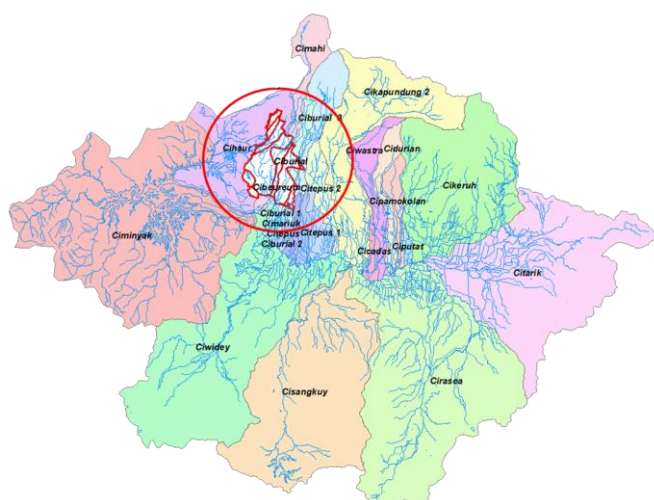 Cimahi
Cikapundung 2
Ciburial 3
Cihaur
Ciwastra
Cidurian
Ciburial
Cikeruh
Cibeureum
Citepus 2
Cipamokolan
Ciburial 1
Cimariuk
Citepus
Citepus 1
Ciminyak
Ciburial 2
Cicadas
Ciputat
Citarik
Ciwidey
Cisangkuy
Cirasea